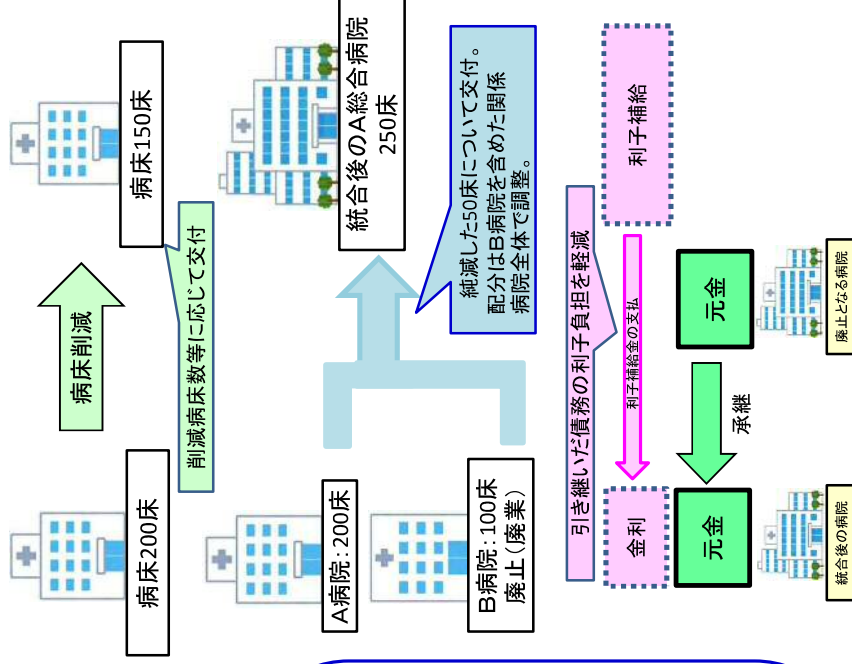 病床200床
病床削減
病床150床
削減病床数等に応じて交付
A病院：200床
B病院：100床
廃止（廃業）
統合後のA総合病院
250床
純減した50床について交付。
配分はB病院を含めた関係
病院全体で調整。
引き継いだ債務の利子負担を軽減
金利
利子補給金の支払
利子補給
元金
承継
元金
統合後の病院
廃止となる病院